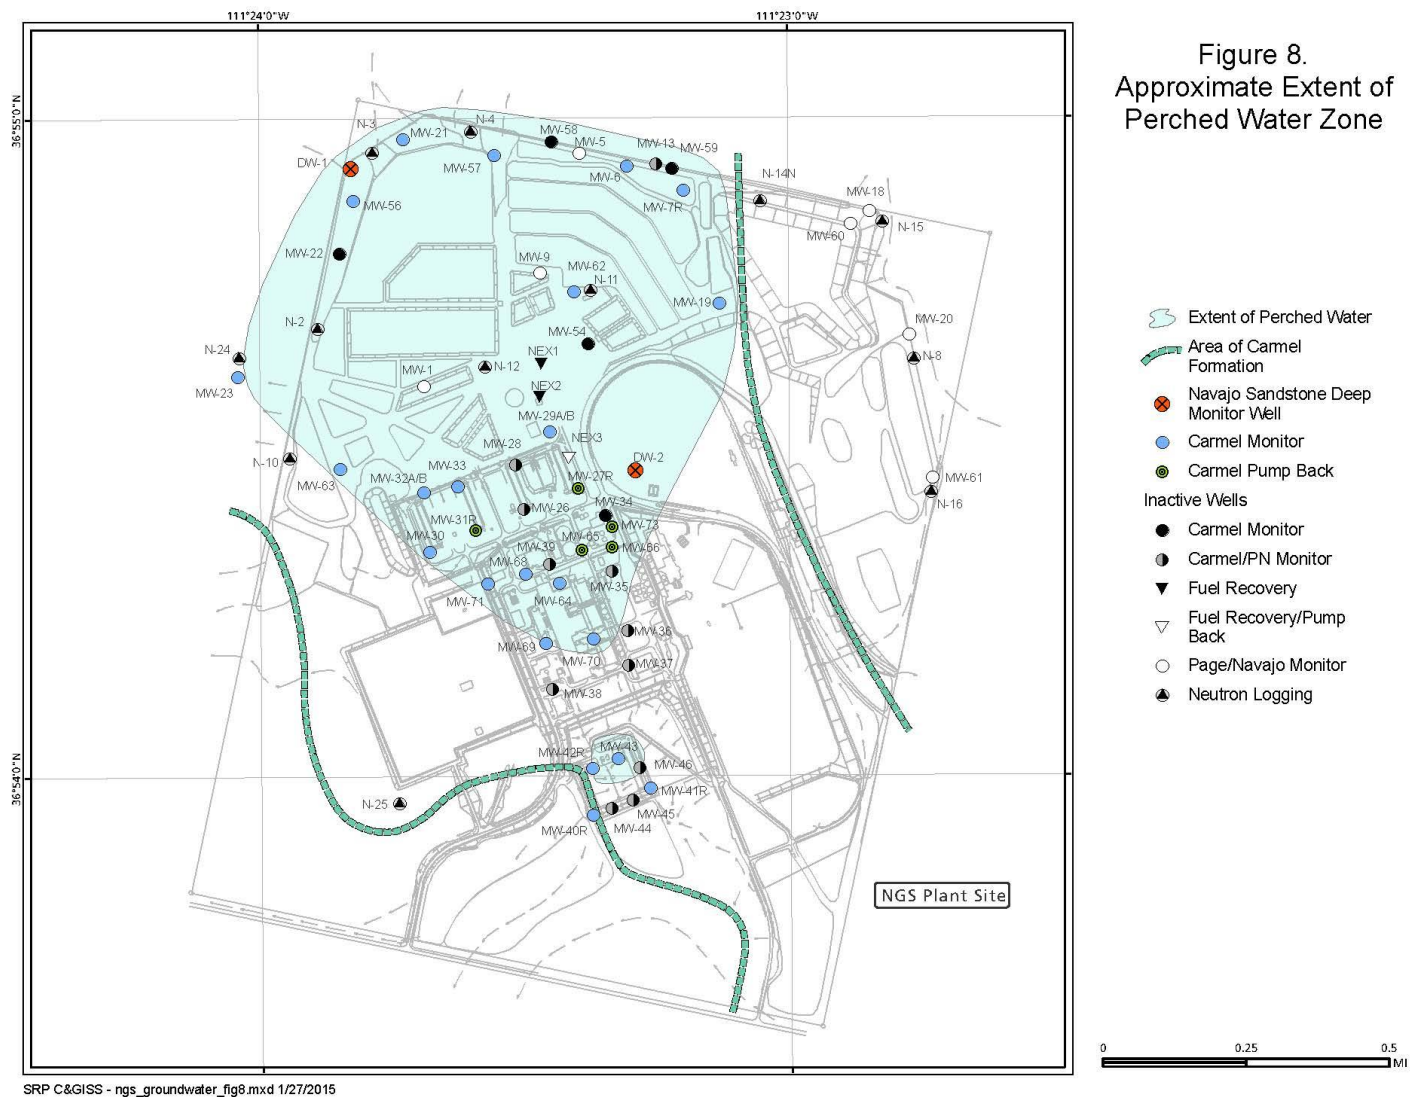 111°24'0"W
111°23'0"W
Figure 8.
Approximate Extent of
Perched Water Zone
36°55'0"N
N-3
N-4
MW-21
MW-58
MW-5
MW-13
MW-59
DW-1
MW-57
MW-6
MW-7R
N-14N
MW-18
MW-56
MW-60
N-15
MW-22
MW-9
MW-62
N-11
MW-19
N-2
MW-54
MW-20
N-24
NEX1
N-8
MW-1
N-12
MW-23
NEX2
MW-29A/B
MW-28
NEX3
N-10
MW-33
DW-2
MW-63
MW-32A/B
MW-27R
MW-61
N-16
MW-34
MW-26
MW-31R
MW-73
MW-30
MW-39
MW-65
MW-66
MW-68
MW-35
MW-71
MW-64
MW-36
MW-69
MW-70
MW-37
MW-38
MW-42R
MW-43
MW-46
36°54'0"N
N-25
MW-41R
MW-45
MW-40R
MW-44
NGS Plant Site
Extent of Perched Water
Area of Carmel
Formation
Navajo Sandstone Deep
Monitor Well
Carmel Monitor
Carmel Pump Back
Inactive Wells
Carmel Monitor
Carmel/PN Monitor
Fuel Recovery
Fuel Recovery/Pump
Back
Page/Navajo Monitor
Neutron Logging
0
0.25
0.5
MI
SRP C&GISS - ngs_groundwater_fig8.mxd 1/27/2015